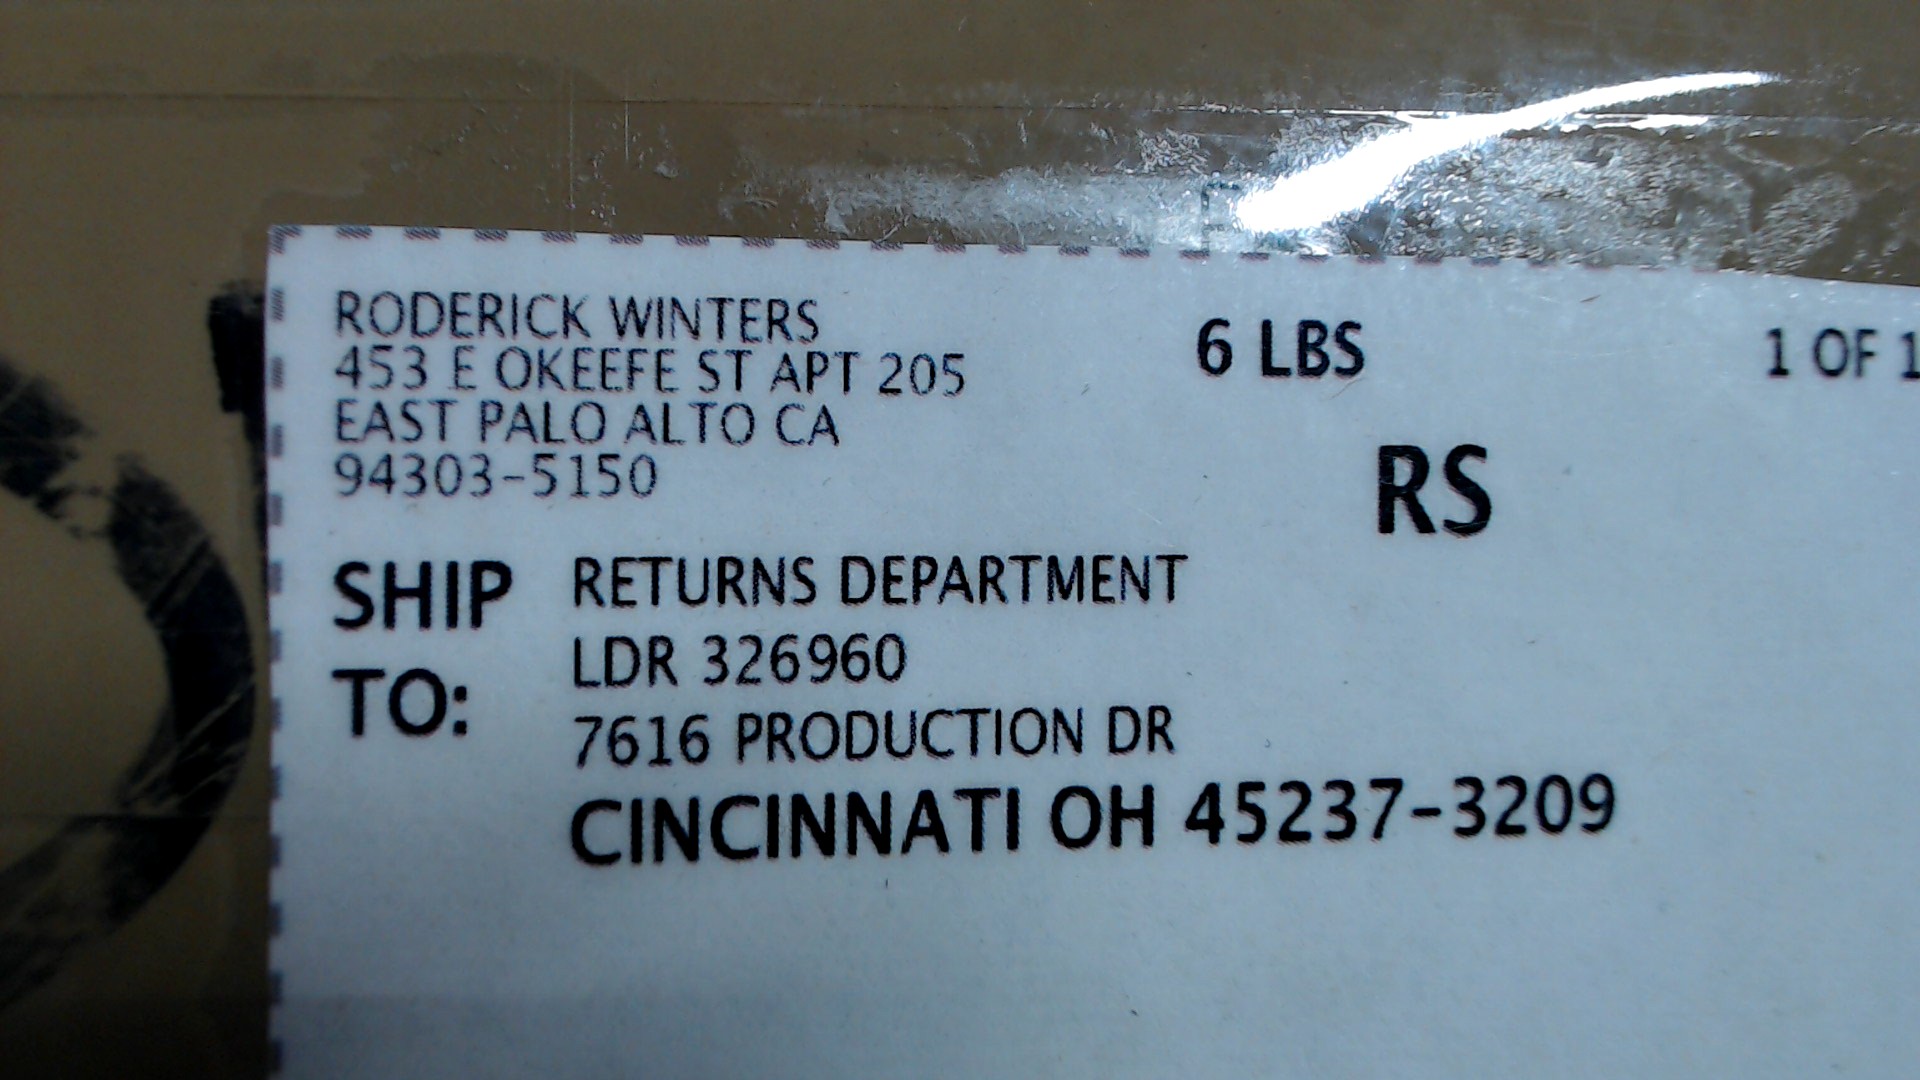 RODERICK WINTERS
453 E OKEEFE ST APT 205
EAST PALO ALTO CA
94303-5150
6 LBS
1 OF 1
RS
SHIP TO:
RETURNS DEPARTMENT
LDR 326960
7616 PRODUCTION DR
CINCINNATI OH 45237-3209